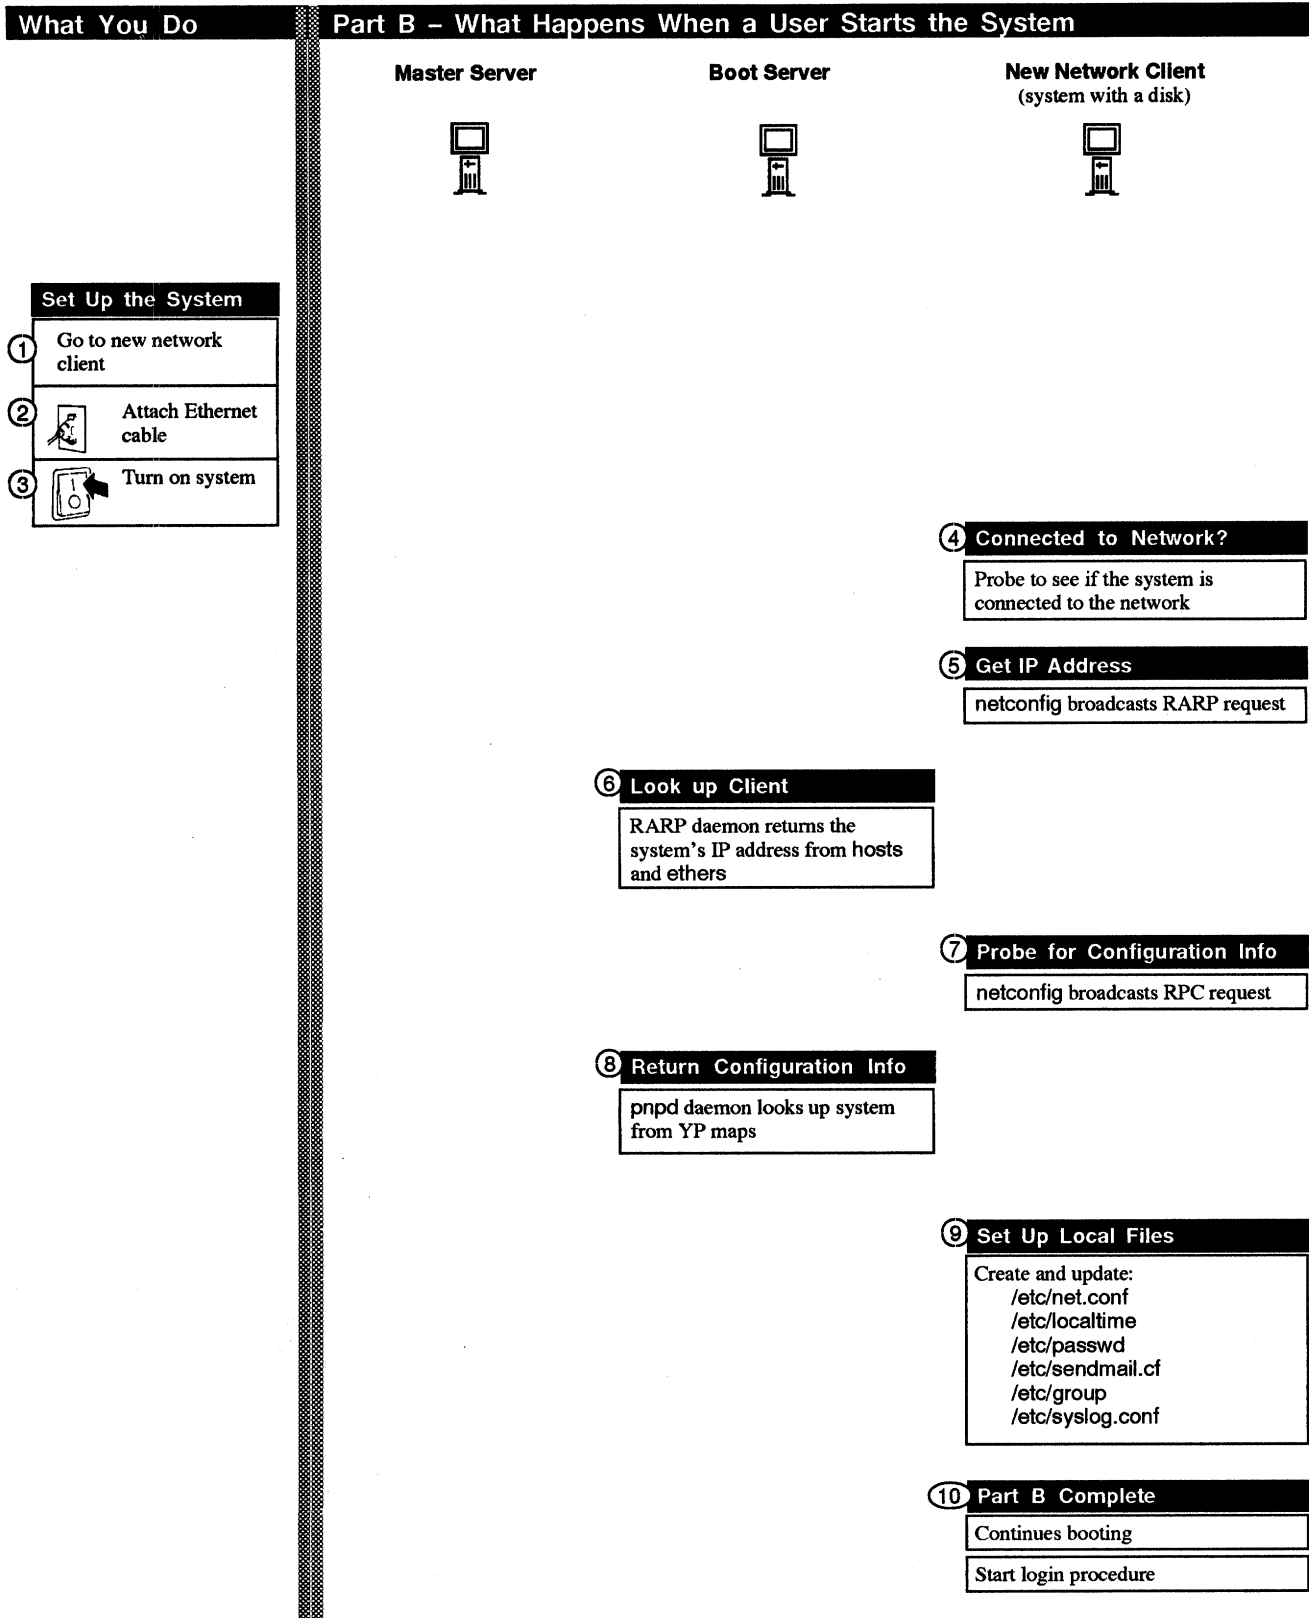 What You Do
Part B – What Happens When a User Starts the System
Master Server
Boot Server
New Network Client
(system with a disk)
Set Up the System
1
Go to new network
client
2
Attach Ethernet
cable
3
Turn on system
4
Connected to Network?
Probe to see if the system is
connected to the network
5
Get IP Address
netconfig broadcasts RARP request
6
Look up Client
RARP daemon returns the
system's IP address from hosts
and ethers
7
Probe for Configuration Info
netconfig broadcasts RPC request
8
Return Configuration Info
pnpd daemon looks up system
from YP maps
9
Set Up Local Files
Create and update:
/etc/net.conf
/etc/localtime
/etc/passwd
/etc/sendmail.cf
/etc/group
/etc/syslog.conf
10
Part B Complete
Continues booting
Start login procedure